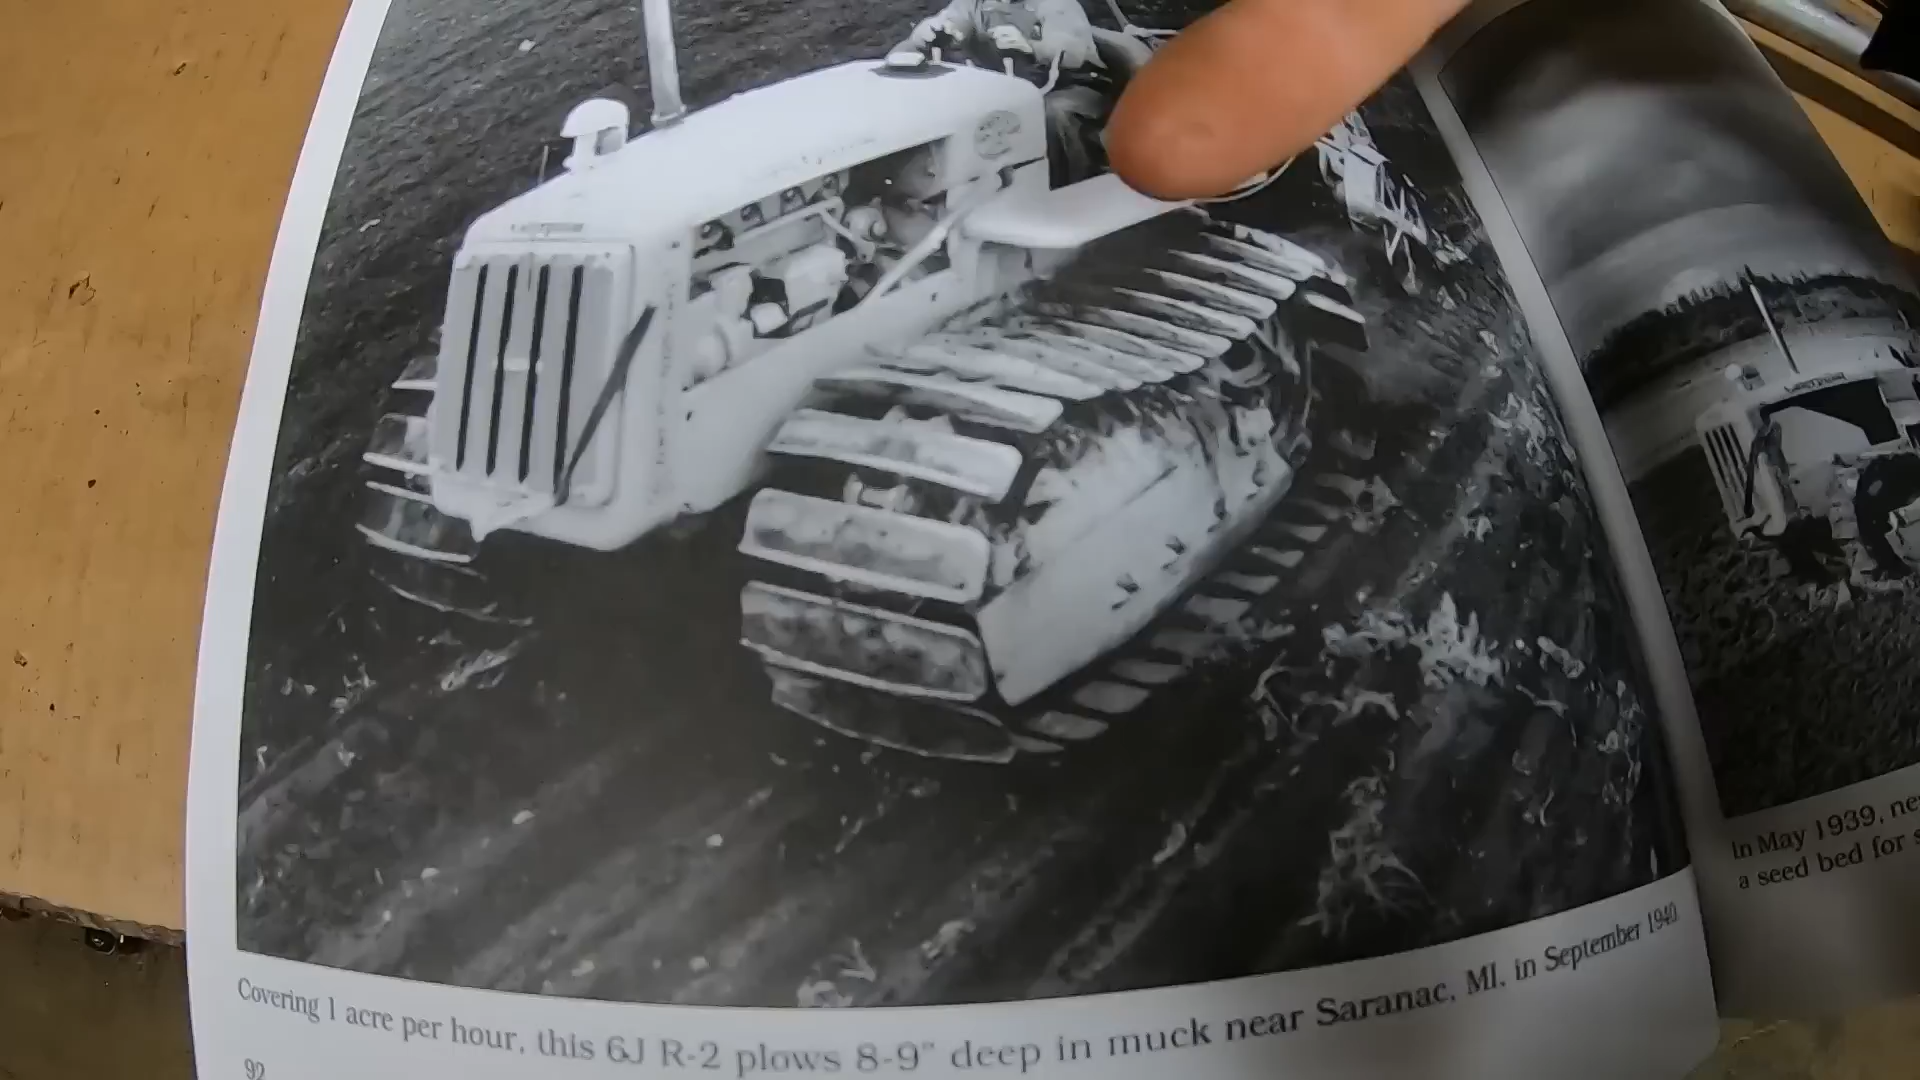 Covering 1 acre per hour, this 6J R-2 plows 8-9" deep in muck near Saranac, MI, in September 1940.
92
In May 1939,
a seed bed for